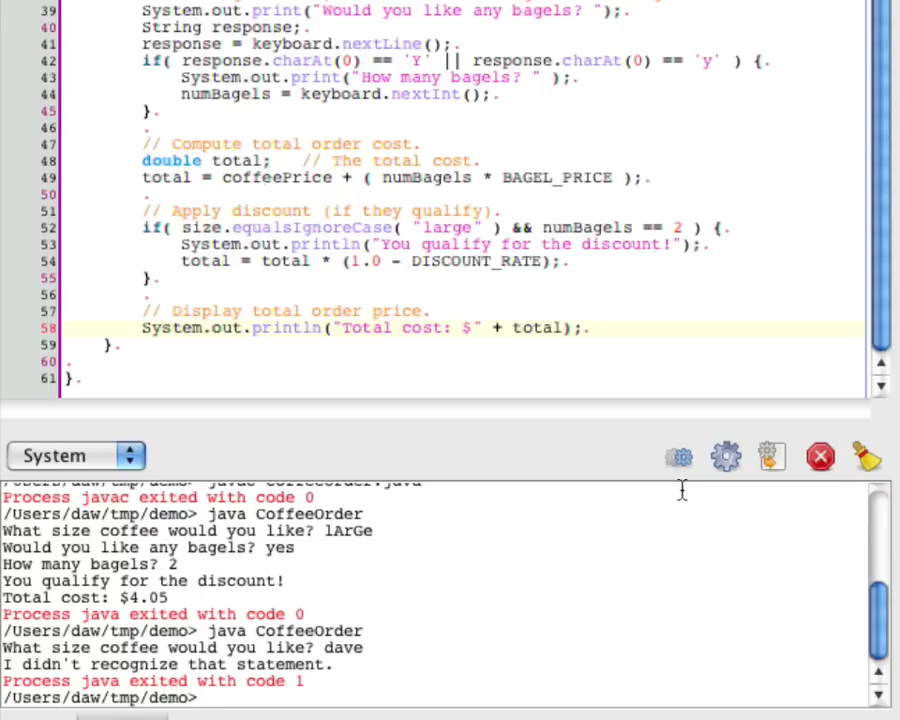 39 System.out.print("Would you like any bagels? ");.
40 String response;.
41 response = keyboard.nextLine();.
42 if( response.charAt(0) == 'Y' || response.charAt(0) == 'y' ) {.
43 System.out.print("How many bagels? " );.
44 numBagels = keyboard.nextInt();.
45 }.
46 .
47 // Compute total order cost.
48 double total; // The total cost.
49 total = coffeePrice + ( numBagels * BAGEL_PRICE );.
50 .
51 // Apply discount (if they qualify).
52 if( size.equalsIgnoreCase( "large" ) && numBagels == 2 ) {.
53 System.out.println("You qualify for the discount!");.
54 total = total * (1.0 - DISCOUNT_RATE);.
55 }.
56 .
57 // Display total order price.
58 System.out.println("Total cost: $" + total);.
59 }.
60 .
61 }.
System
/Users/daw/tmp/demo> javac CoffeeOrder.java
Process javac exited with code 0
/Users/daw/tmp/demo> java CoffeeOrder
What size coffee would you like? lArGe
Would you like any bagels? yes
How many bagels? 2
You qualify for the discount!
Total cost: $4.05
Process java exited with code 0
/Users/daw/tmp/demo> java CoffeeOrder
What size coffee would you like? dave
I didn't recognize that statement.
Process java exited with code 1
/Users/daw/tmp/demo>